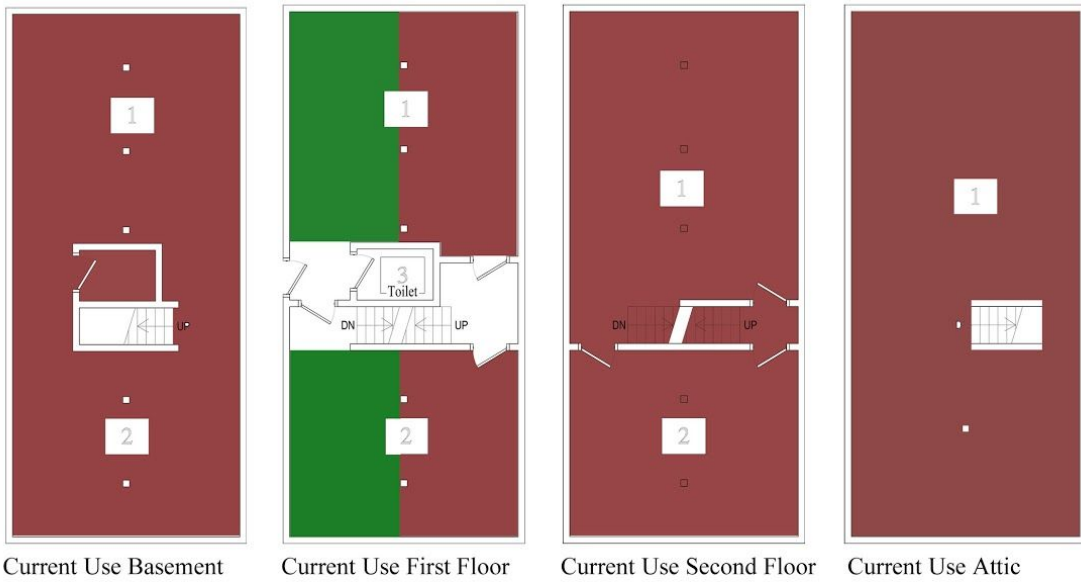 1
UP
2
Current Use Basement
1
3
Toilet
DN
UP
2
Current Use First Floor
1
DN
UP
2
Current Use Second Floor
1
Current Use Attic